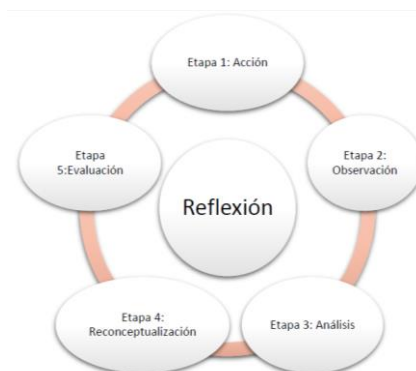 Etapa 1: Acción
Etapa 2:
Observación
Etapa 3: Análisis
Etapa 4:
Reconceptualización
Etapa
5:Evaluación
Reflexión